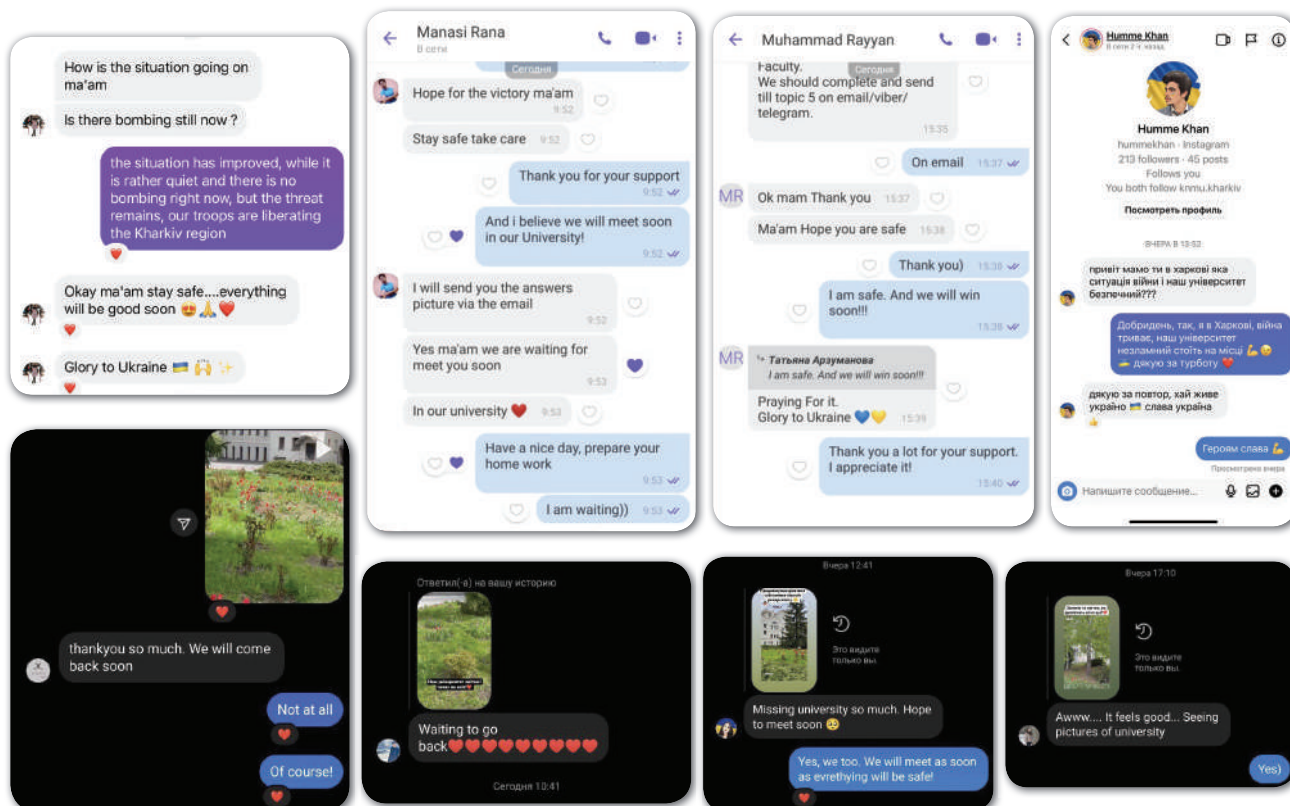 How is the situation going on
ma'am
Is there bombing still now ?
the situation has improved, while it
is rather quiet and there is no
bombing right now, but the threat
remains, our troops are liberating
the Kharkiv region
Okay ma'am stay safe....everything
will be good soon 😍🙏❤️
Glory to Ukraine 🇺🇦 🙌 ✨
Manasi Rana
В сети
Сегодня
Hope for the victory ma'am
9:52
Stay safe take care 9:52
Thank you for your support
9:52
And i believe we will meet soon
in our University!
9:52
I will send you the answers
picture via the email
9:52
Yes ma'am we are waiting for
meet you soon
9:53
In our university ❤️ 9:53
Have a nice day, prepare your
home work
9:53
I am waiting)) 9:53
Muhammad Rayyan
Faculty.
Сегодня
We should complete and send
till topic 5 on email/viber/
telegram.
15:35
On email 15:37
MR
Ok mam Thank you 15:37
Ma'am Hope you are safe 15:38
Thank you) 15:38
I am safe. And we will win
soon!!!
15:38
MR
Татьяна Арзуманова
I am safe. And we will win soon!!!
Praying For it.
Glory to Ukraine 💙💛 15:39
Thank you a lot for your support.
I appreciate it!
15:40
Humme Khan
В сети 2 ч. назад
Humme Khan
hummekhan · Instagram
213 followers · 45 posts
Follows you
You both follow knmu.kharkiv
Посмотреть профиль
ВЧЕРА В 13:52
привіт мамо ти в харкові яка
ситуація війни і наш університет
безпечний???
Добридень, так, я в Харкові, війна
триває, наш університет
незламний стоїть на місці 💪
дякую за турботу ❤️
дякую за повтор, хай живе
україно 🇺🇦 слава україна
Героям слава 💪
Просмотрено вчера
Напишите сообщение...
thankyou so much. We will come
back soon
Not at all
Of course!
Ответил(-а) на вашу историю
Waiting to go
back❤️❤️❤️❤️❤️❤️❤️❤️❤️
Сегодня 10:41
Вчера 12:41
Это видите
только вы.
Missing university so much. Hope
to meet soon 🥺
Yes, we too. We will meet as soon
as evrethying will be safe!
Вчера 17:10
Это видите
только вы.
Awww.... It feels good... Seeing
pictures of university
Yes)